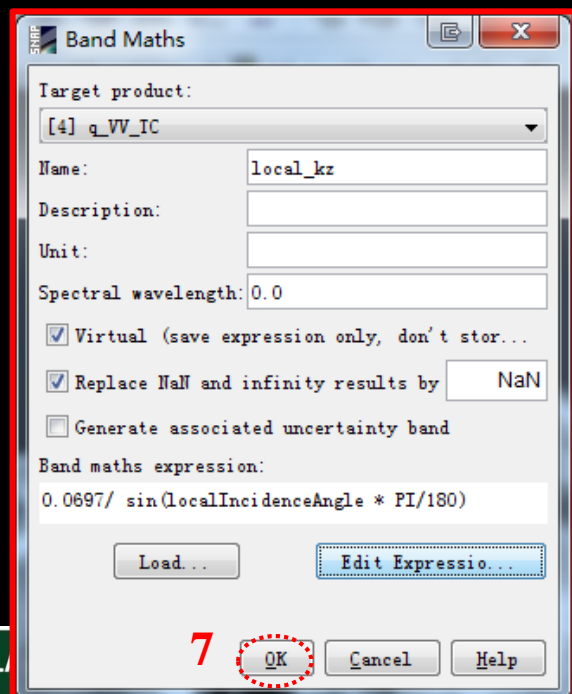 SNAP
Band Maths
X
Target product:
[4] q_VV_TC
Name: local_kz
Description:
Unit:
Spectral wavelength: 0.0
Virtual (save expression only, don't stor...
Replace NaN and infinity results by NaN
Generate associated uncertainty band
Band maths expression:
0.0697/ sin(localIncidenceAngle * PI/180)
Load... Edit Expressio...
7 OK Cancel Help